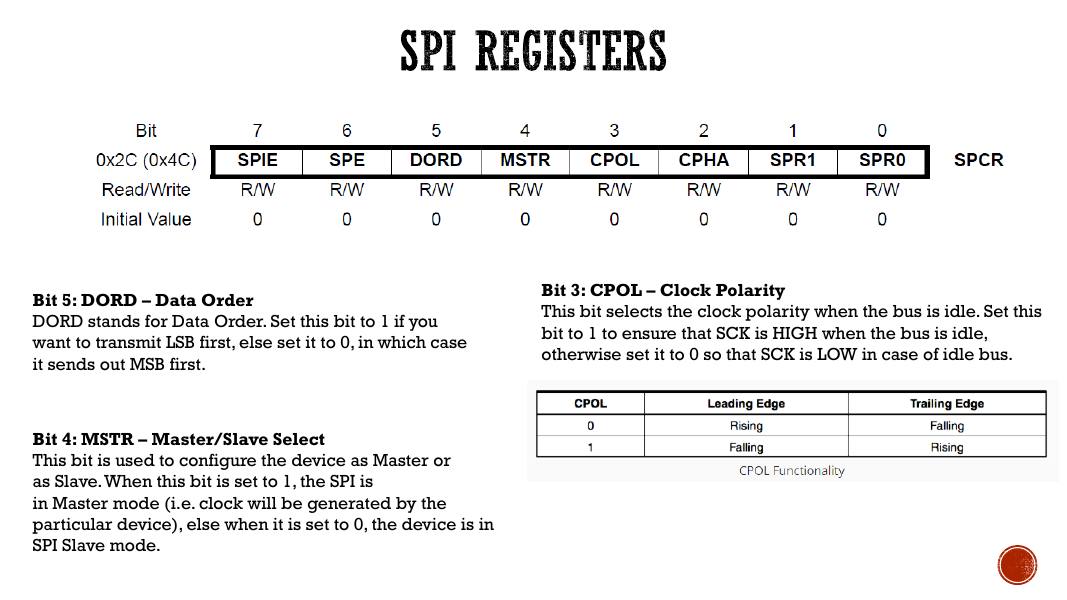 SPI REGISTERS
Bit 7 6 5 4 3 2 1 0
0x2C (0x4C) SPIE SPE DORD MSTR CPOL CPHA SPR1 SPR0 SPCR
Read/Write R/W R/W R/W R/W R/W R/W R/W R/W
Initial Value 0 0 0 0 0 0 0 0
Bit 5: DORD – Data Order
DORD stands for Data Order. Set this bit to 1 if you
want to transmit LSB first, else set it to 0, in which case
it sends out MSB first.
Bit 4: MSTR – Master/Slave Select
This bit is used to configure the device as Master or
as Slave. When this bit is set to 1, the SPI is
in Master mode (i.e. clock will be generated by the
particular device), else when it is set to 0, the device is in
SPI Slave mode.
Bit 3: CPOL – Clock Polarity
This bit selects the clock polarity when the bus is idle. Set this
bit to 1 to ensure that SCK is HIGH when the bus is idle,
otherwise set it to 0 so that SCK is LOW in case of idle bus.
CPOL Leading Edge Trailing Edge
0 Rising Falling
1 Falling Rising
CPOL Functionality